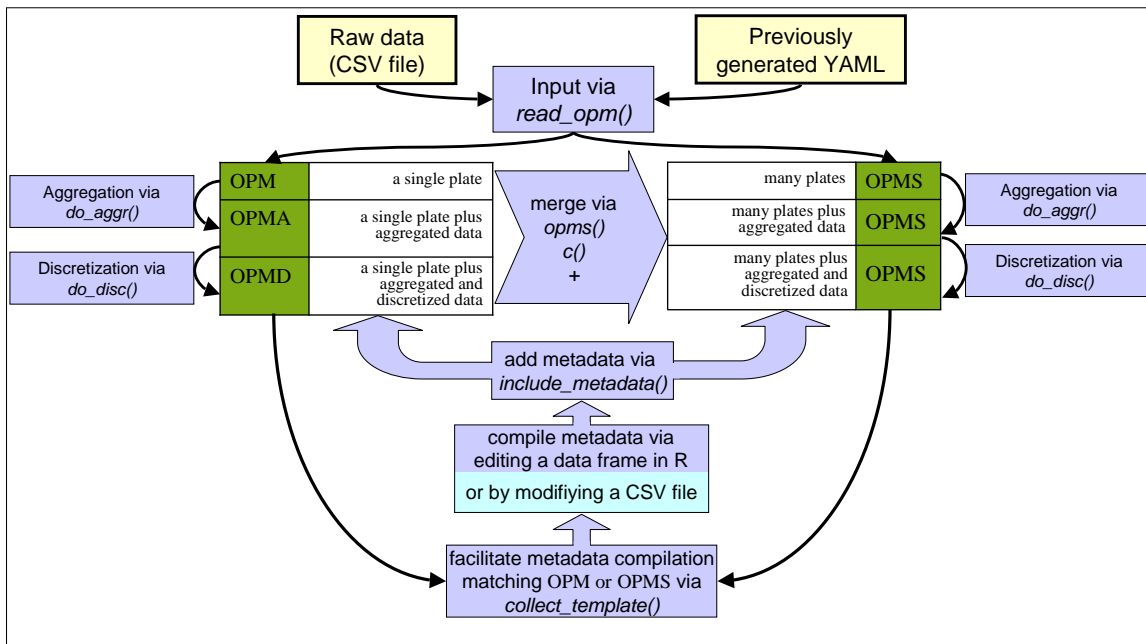 Raw data
(CSV file)
Previously
generated YAML
Input via
read_opm()
Aggregation via
do_aggr()
Discretization via
do_disc()
OPM
a single plate
OPMA
a single plate plus
aggregated data
OPMD
a single plate plus
aggregated and
discretized data
merge via
opms()
c()
+
many plates
OPMS
many plates plus
aggregated data
OPMS
many plates plus
aggregated and
discretized data
OPMS
Aggregation via
do_aggr()
Discretization via
do_disc()
add metadata via
include_metadata()
compile metadata via
editing a data frame in R
or by modifiying a CSV file
facilitate metadata compilation
matching OPM or OPMS via
collect_template()